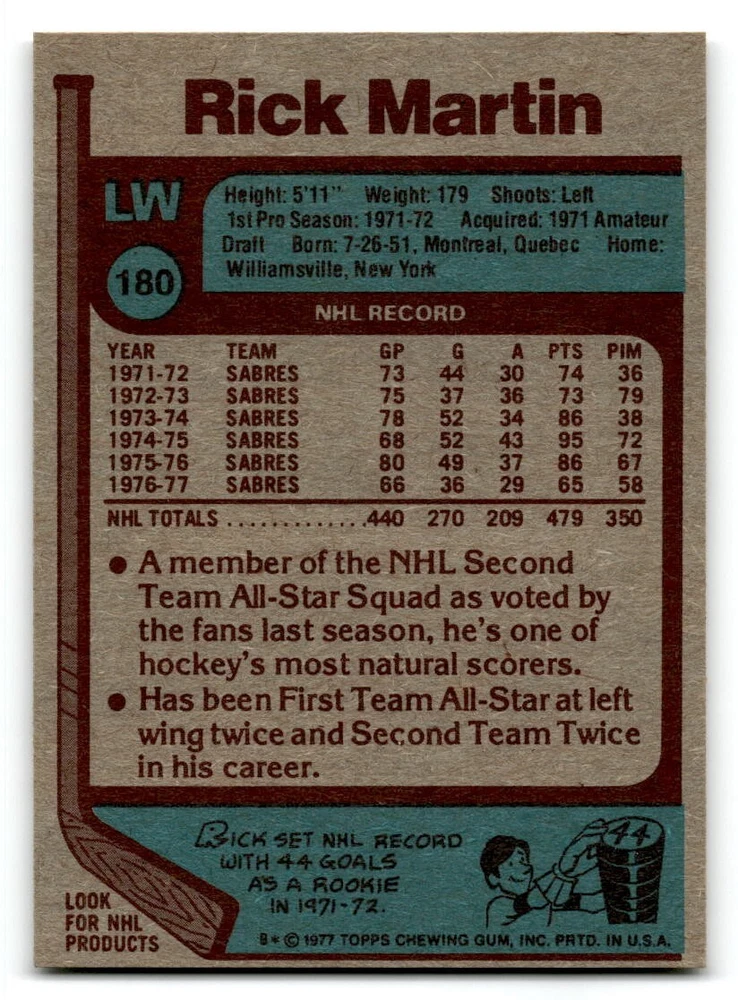 Rick Martin
LW
180
Height: 5'11" Weight: 179 Shoots: Left
1st Pro Season: 1971-72 Acquired: 1971 Amateur
Draft Born: 7-26-51, Montreal, Quebec Home:
Williamsville, New York
NHL RECORD
YEAR TEAM GP G A PTS PIM
1971-72 SABRES 73 44 30 74 36
1972-73 SABRES 75 37 36 73 79
1973-74 SABRES 78 52 34 86 38
1974-75 SABRES 68 52 43 95 72
1975-76 SABRES 80 49 37 86 67
1976-77 SABRES 66 36 29 65 58
NHL TOTALS .............440 270 209 479 350
• A member of the NHL Second
Team All-Star Squad as voted by
the fans last season, he's one of
hockey's most natural scorers.
• Has been First Team All-Star at left
wing twice and Second Team Twice
in his career.
RICK SET NHL RECORD
WITH 44 GOALS
AS A ROOKIE
IN 1971-72.
44
LOOK
FOR NHL
PRODUCTS
B * © 1977 TOPPS CHEWING GUM, INC. PRTD. IN U.S.A.